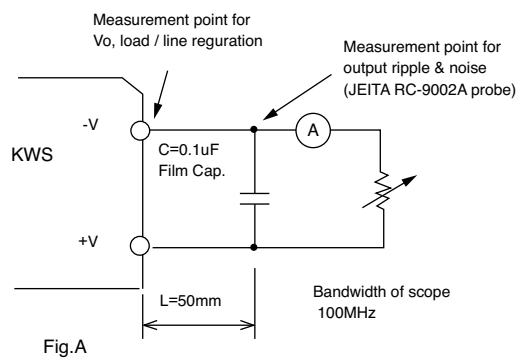 Measurement point for
Vo, load / line reguration
Measurement point for
output ripple & noise
(JEITA RC-9002A probe)
-V
A
KWS
C=0.1uF
Film Cap.
+V
L=50mm
Bandwidth of scope
100MHz
Fig.A